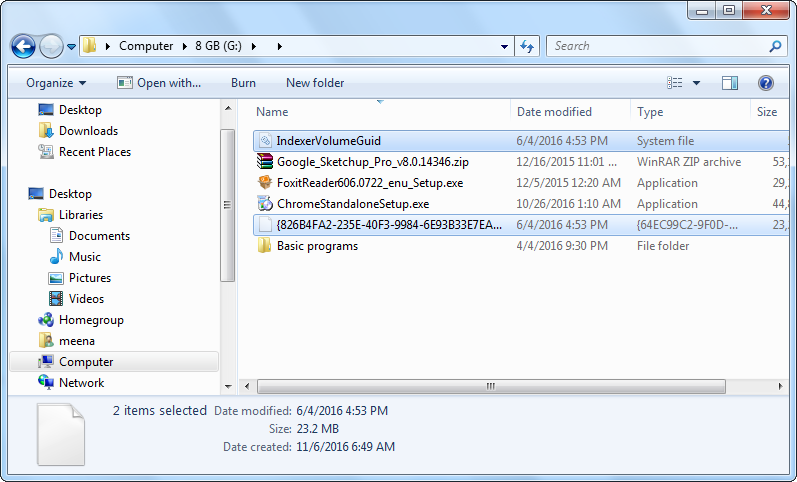 Computer 8 GB (G:) Search
Organize Open with... Burn New folder
Desktop
Downloads
Recent Places
Desktop
Libraries
Documents
Music
Pictures
Videos
Homegroup
meena
Computer
Network
Name Date modified Type Size
IndexerVolumeGuid 6/4/2016 4:53 PM System file
Google_Sketchup_Pro_v8.0.14346.zip 12/16/2015 11:01 ... WinRAR ZIP archive 53,
FoxitReader606.0722_enu_Setup.exe 12/5/2015 12:20 AM Application 29,
ChromeStandaloneSetup.exe 10/26/2016 1:10 AM Application 44,
{826B4FA2-235E-40F3-9984-6E93B33E7EA... 6/4/2016 4:53 PM {64EC99C2-9F0D-... 23,
Basic programs 4/4/2016 9:30 PM File folder
2 items selected Date modified: 6/4/2016 4:53 PM
Size: 23.2 MB
Date created: 11/6/2016 6:49 AM